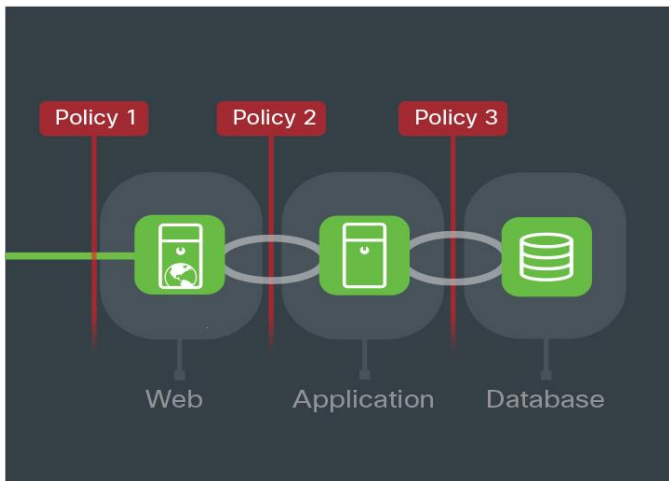 Policy 1
Policy 2
Policy 3
Web
Application
Database